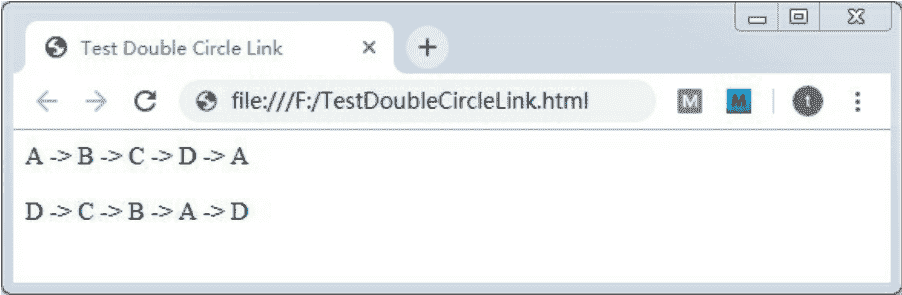 Test Double Circle Link
file:///F:/TestDoubleCircleLink.html
M
M
t
A -> B -> C -> D -> A
D -> C -> B -> A -> D